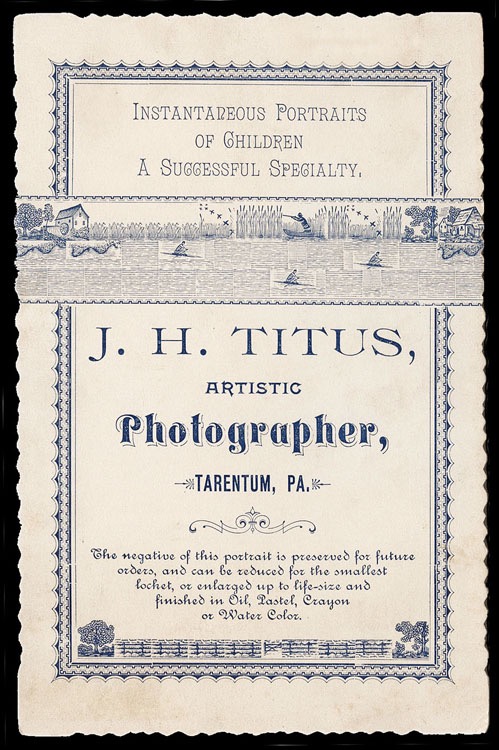 Instantaneous Portraits
of Children
A Successful Specialty.
J. H. TITUS,
ARTISTIC
Photographer,
TARENTUM, PA.
The negative of this portrait is preserved for future
orders, and can be reduced for the smallest
locket, or enlarged up to life-size and
finished in Oil, Pastel, Crayon
or Water Color.